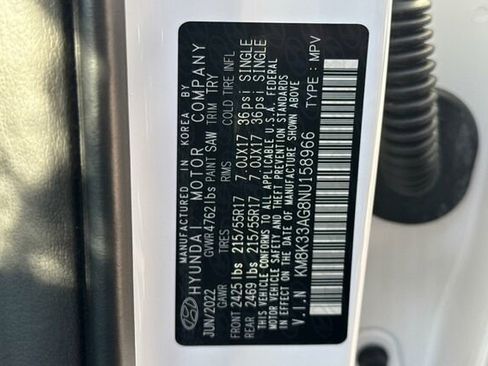 MANUFACTURED IN KOREA BY
HYUNDAI MOTOR COMPANY
JUN/2022 GVWR 4762 lbs PAINT SAW TRIM TRY
GAWR TIRES RIMS COLD TIRE INFL
FRONT 2425 lbs 215/55R17 7.0JX17 36psi SINGLE
REAR 2469 lbs 215/55R17 7.0JX17 36psi SINGLE
THIS VEHICLE CONFORMS TO ALL APPLICABLE U.S.A. FEDERAL
MOTOR VEHICLE SAFETY AND THEFT PREVENTION STANDARDS
IN EFFECT ON THE DATE OF MANUFACTURE SHOWN ABOVE
V.I.N KM8K33AG8NU158966 TYPE : MPV